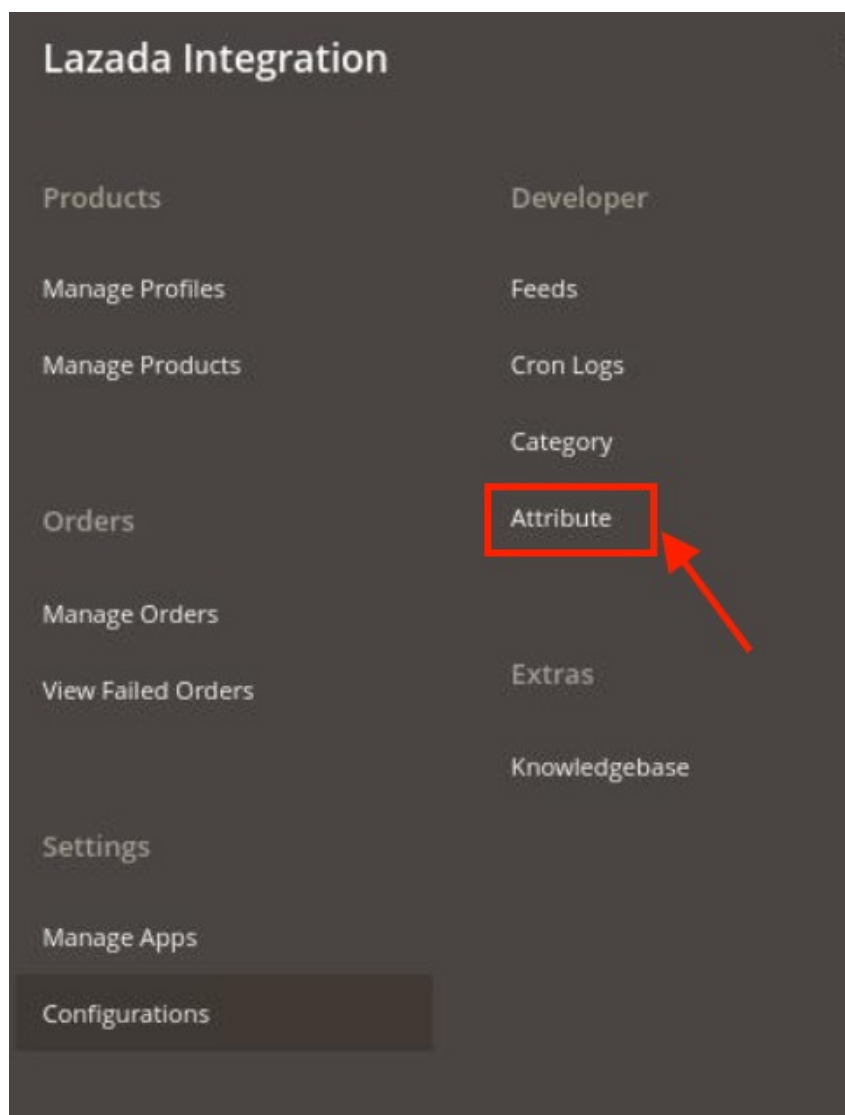 Lazada Integration
Products
Manage Profiles
Manage Products
Orders
Manage Orders
View Failed Orders
Settings
Manage Apps
Configurations
Developer
Feeds
Cron Logs
Category
Attribute
Extras
Knowledgebase